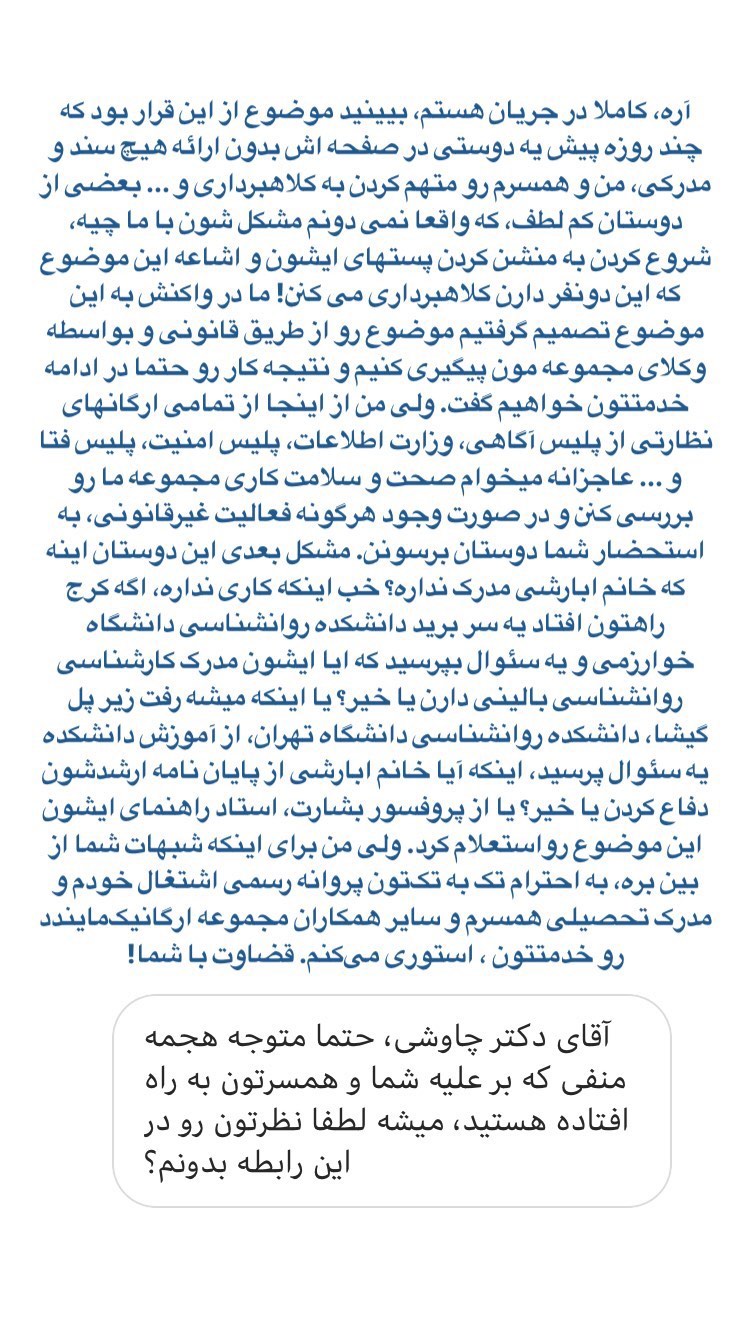 آره، کاملا در جریان هستم، بیینید موضوع از این قرار بود که
چند روزه پیش یه دوستی در صفحه اش بدون ارائه هیچ سند و
مدرکی، من و همسرم رو متهم کردن به کلاهبرداری و ... بعضی از
دوستان کم لطف، که واقعا نمی دونم مشکل شون با ما چیه،
شروع کردن به منشن کردن پستهای ایشون و اشاعه این موضوع
که این دونفر دارن کلاهبرداری می کنن! ما در واکنش به این
موضوع تصمیم گرفتیم موضوع رو از طریق قانونی و بواسطه
وکلای مجموعه مون پیگیری کنیم و نتیجه کار رو حتما در ادامه
خدمتتون خواهیم گفت. ولی من از اینجا از تمامی ارگانهای
نظارتی از پلیس آگاهی، وزارت اطلاعات، پلیس امنیت، پلیس فتا
و ... عاجزانه میخوام صحت و سلامت کاری مجموعه ما رو
بررسی کنن و در صورت وجود هرگونه فعالیت غیرقانونی، به
استحضار شما دوستان برسونن. مشکل بعدی این دوستان اینه
که خانم ابارشی مدرک نداره؟ خب اینکه کاری نداره، اگه کرج
راهتون افتاد یه سر برید دانشکده روانشناسی دانشگاه
خوارزمی و یه سئوال بپرسید که ایا ایشون مدرک کارشناسی
روانشناسی بالینی دارن یا خیر؟ یا اینکه میشه رفت زیر پل
گیشا، دانشکده روانشناسی دانشگاه تهران، از آموزش دانشکده
یه سئوال پرسید، اینکه آیا خانم ابارشی از پایان نامه ارشدشون
دفاع کردن یا خیر؟ یا از پروفسور بشارت، استاد راهنمای ایشون
این موضوع رو استعلام کرد. ولی من برای اینکه شبهات شما از
بین بره، به احترام تک به تکتون پروانه رسمی اشتغال خودم و
مدرک تحصیلی همسرم و سایر همکاران مجموعه ارگانیکمایندد
رو خدمتتون ، استوری می‌کنم. قضاوت با شما!
آقای دکتر چاوشی، حتما متوجه هجمه
منفی که بر علیه شما و همسرتون به راه
افتاده هستید، میشه لطفا نظرتون رو در
این رابطه بدونم؟